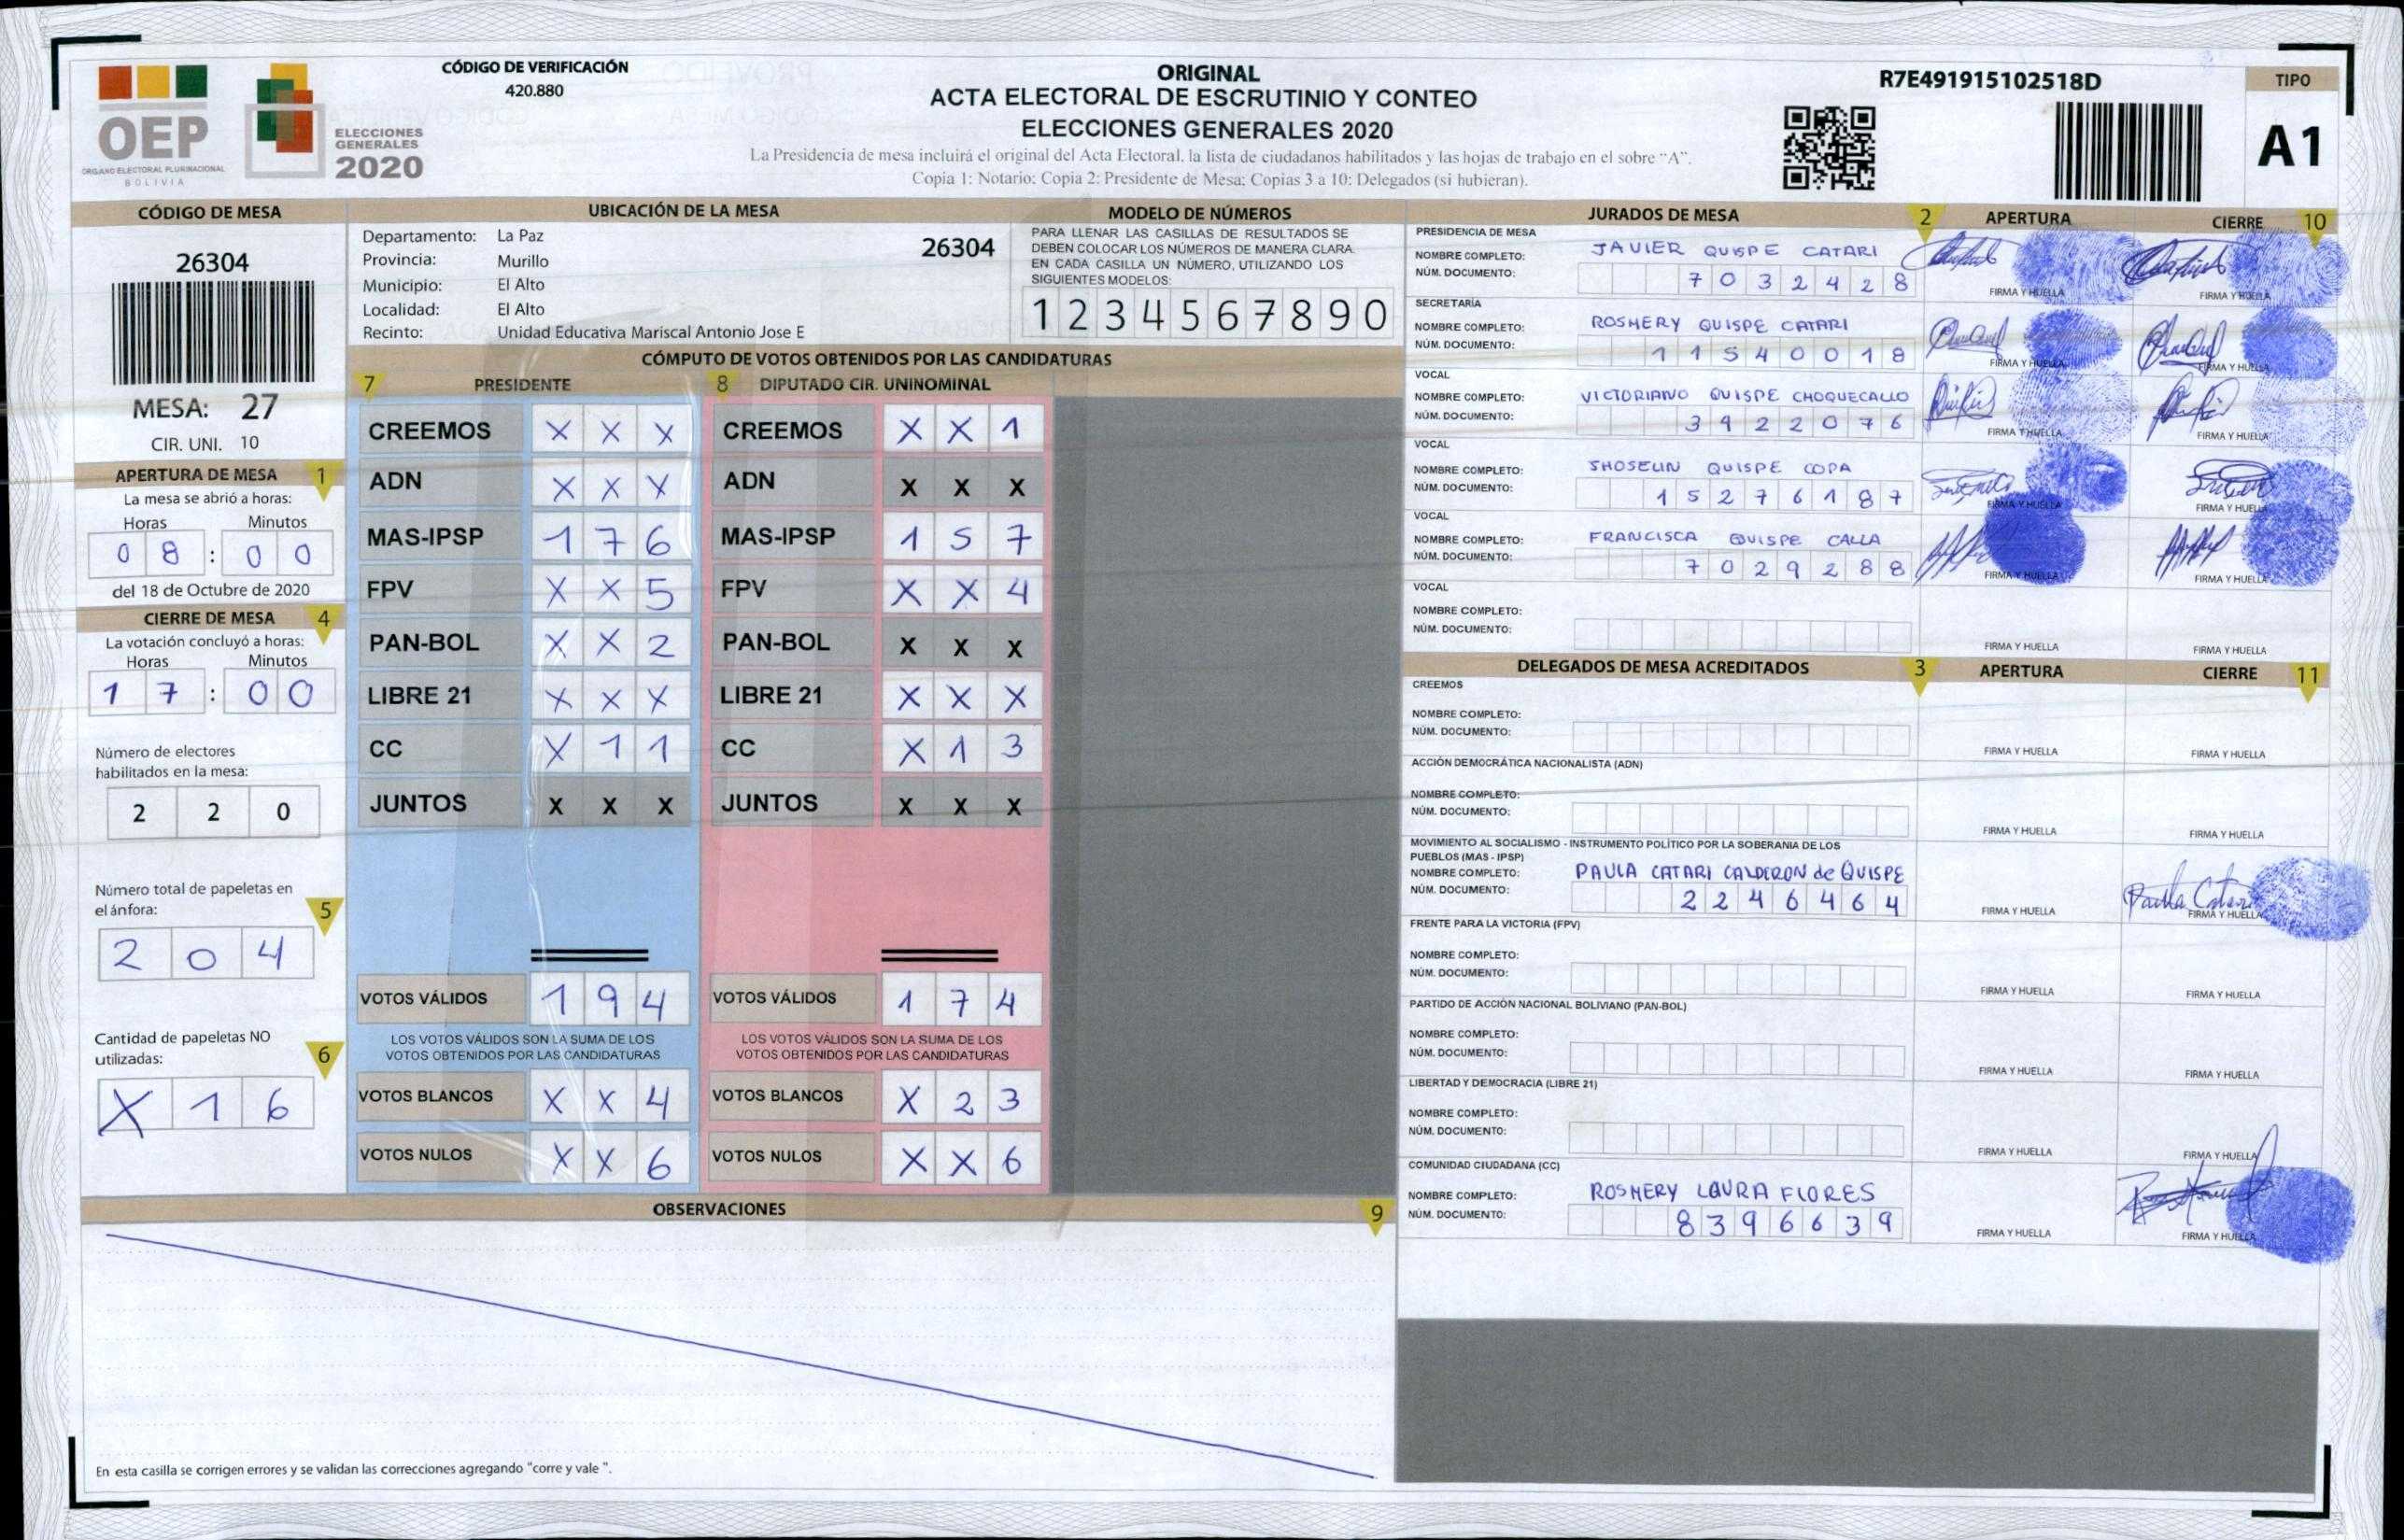 CÓDIGO DE VERIFICACIÓN
420.880
OEP
ÓRGANO ELECTORAL PLURINACIONAL
BOLIVIA
ELECCIONES
GENERALES
2020
ORIGINAL
ACTA ELECTORAL DE ESCRUTINIO Y CONTEO
ELECCIONES GENERALES 2020
La Presidencia de mesa incluirá el original del Acta Electoral, la lista de ciudadanos habilitados y las hojas de trabajo en el sobre "A".
Copia 1: Notario; Copia 2: Presidente de Mesa; Copias 3 a 10: Delegados (si hubieran).
R7E491915102518D
TIPO
A1
CÓDIGO DE MESA
26304
MESA: 27
CIR. UNI. 10
APERTURA DE MESA 1
La mesa se abrió a horas:
Horas Minutos
0 8 : 0 0
del 18 de Octubre de 2020
CIERRE DE MESA 4
La votación concluyó a horas:
Horas Minutos
1 7 : 0 0
Número de electores
habilitados en la mesa:
2 2 0
Número total de papeletas en
el ánfora: 5
2 0 4
Cantidad de papeletas NO
utilizadas: 6
X 1 6
UBICACIÓN DE LA MESA
Departamento: La Paz
Provincia: Murillo
Municipio: El Alto
Localidad: El Alto
Recinto: Unidad Educativa Mariscal Antonio Jose E
26304
MODELO DE NÚMEROS
PARA LLENAR LAS CASILLAS DE RESULTADOS SE
DEBEN COLOCAR LOS NÚMEROS DE MANERA CLARA.
EN CADA CASILLA UN NÚMERO, UTILIZANDO LOS
SIGUIENTES MODELOS:
1 2 3 4 5 6 7 8 9 0
CÓMPUTO DE VOTOS OBTENIDOS POR LAS CANDIDATURAS
7 PRESIDENTE 8 DIPUTADO CIR. UNINOMINAL
CREEMOS X X X CREEMOS X X 1
ADN X X X ADN X X X
MAS-IPSP 1 7 6 MAS-IPSP 1 5 7
FPV X X 5 FPV X X 4
PAN-BOL X X 2 PAN-BOL X X X
LIBRE 21 X X X LIBRE 21 X X X
CC X 1 1 CC X 1 3
JUNTOS X X X JUNTOS X X X
VOTOS VÁLIDOS 1 9 4 VOTOS VÁLIDOS 1 7 4
LOS VOTOS VÁLIDOS SON LA SUMA DE LOS
VOTOS OBTENIDOS POR LAS CANDIDATURAS
LOS VOTOS VÁLIDOS SON LA SUMA DE LOS
VOTOS OBTENIDOS POR LAS CANDIDATURAS
VOTOS BLANCOS X X 4 VOTOS BLANCOS X 2 3
VOTOS NULOS X X 6 VOTOS NULOS X X 6
OBSERVACIONES 9
En esta casilla se corrigen errores y se validan las correcciones agregando "corre y vale ".
JURADOS DE MESA 2 APERTURA CIERRE 10
PRESIDENCIA DE MESA
NOMBRE COMPLETO: JAVIER QUISPE CATARI
NÚM. DOCUMENTO: 7 0 3 2 4 2 8
FIRMA Y HUELLA FIRMA Y HUELLA
SECRETARÍA
NOMBRE COMPLETO: ROSMERY QUISPE CATARI
NÚM. DOCUMENTO: 1 1 5 4 0 0 1 8
FIRMA Y HUELLA FIRMA Y HUELLA
VOCAL
NOMBRE COMPLETO: VICTORIANO QUISPE CHOQUECALLO
NÚM. DOCUMENTO: 3 9 2 2 0 7 6
FIRMA Y HUELLA FIRMA Y HUELLA
VOCAL
NOMBRE COMPLETO: JHOSELIN QUISPE COPA
NÚM. DOCUMENTO: 1 5 2 7 6 1 8 7
FIRMA Y HUELLA FIRMA Y HUELLA
VOCAL
NOMBRE COMPLETO: FRANCISCA QUISPE CALLA
NÚM. DOCUMENTO: 7 0 2 9 2 8 8
FIRMA Y HUELLA FIRMA Y HUELLA
VOCAL
NOMBRE COMPLETO:
NÚM. DOCUMENTO:
FIRMA Y HUELLA FIRMA Y HUELLA
DELEGADOS DE MESA ACREDITADOS 3 APERTURA CIERRE 11
CREEMOS
NOMBRE COMPLETO:
NÚM. DOCUMENTO:
FIRMA Y HUELLA FIRMA Y HUELLA
ACCIÓN DEMOCRÁTICA NACIONALISTA (ADN)
NOMBRE COMPLETO:
NÚM. DOCUMENTO:
FIRMA Y HUELLA FIRMA Y HUELLA
MOVIMIENTO AL SOCIALISMO - INSTRUMENTO POLÍTICO POR LA SOBERANIA DE LOS
PUEBLOS (MAS - IPSP)
NOMBRE COMPLETO: PAULA CATARI CALDERON de QUISPE
NÚM. DOCUMENTO: 2 2 4 6 4 6 4
FIRMA Y HUELLA FIRMA Y HUELLA
FRENTE PARA LA VICTORIA (FPV)
NOMBRE COMPLETO:
NÚM. DOCUMENTO:
FIRMA Y HUELLA FIRMA Y HUELLA
PARTIDO DE ACCIÓN NACIONAL BOLIVIANO (PAN-BOL)
NOMBRE COMPLETO:
NÚM. DOCUMENTO:
FIRMA Y HUELLA FIRMA Y HUELLA
LIBERTAD Y DEMOCRACIA (LIBRE 21)
NOMBRE COMPLETO:
NÚM. DOCUMENTO:
FIRMA Y HUELLA FIRMA Y HUELLA
COMUNIDAD CIUDADANA (CC)
NOMBRE COMPLETO: ROSMERY LAURA FLORES
NÚM. DOCUMENTO: 8 3 9 6 6 3 9
FIRMA Y HUELLA FIRMA Y HUELLA